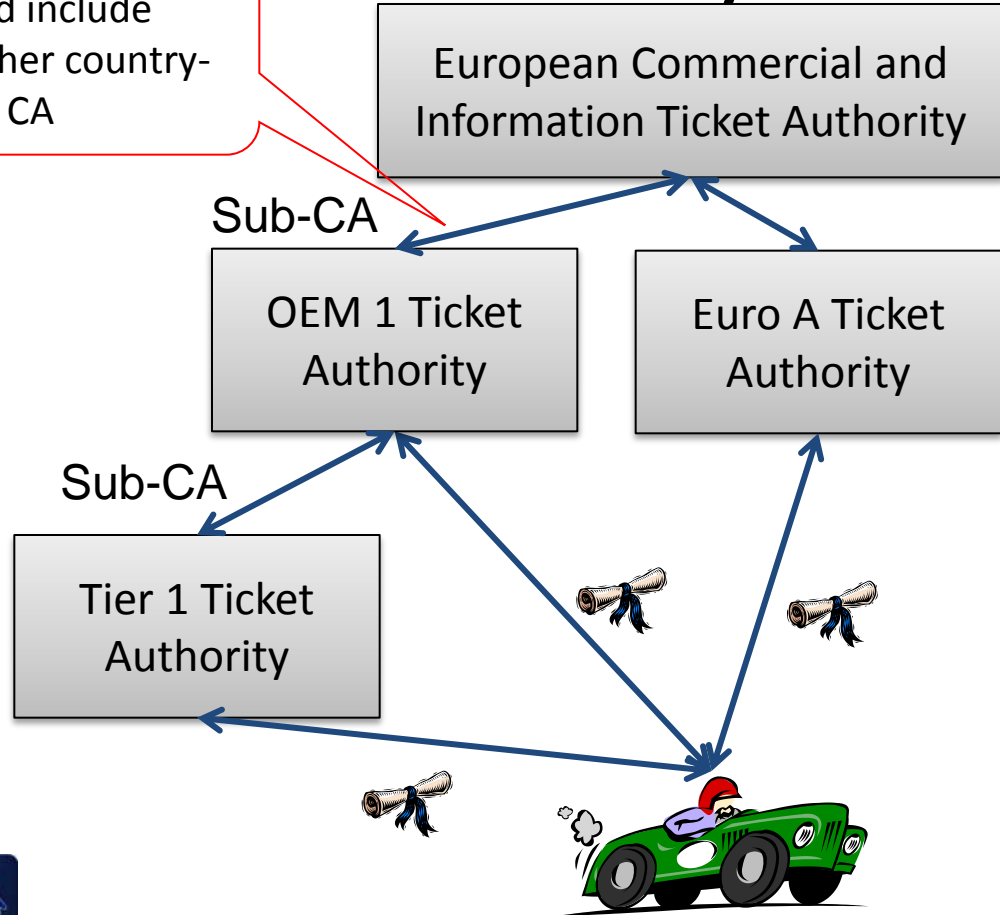 d include
her country-
CA
European Commercial and
Information Ticket Authority
Sub-CA
OEM 1 Ticket
Authority
Euro A Ticket
Authority
Sub-CA
Tier 1 Ticket
Authority